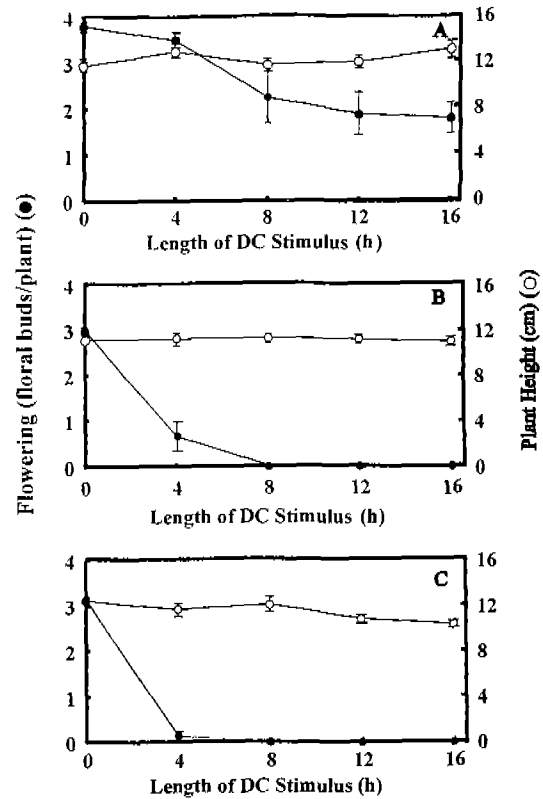 Flowering (floral buds/plant) (●)
Plant Height (cm) (○)
A
4
3
2
1
0
16
12
8
4
0
0 4 8 12 16
Length of DC Stimulus (h)
B
4
3
2
1
0
16
12
8
4
0
0 4 8 12 16
Length of DC Stimulus (h)
C
4
3
2
1
0
16
12
8
4
0
0 4 8 12 16
Length of DC Stimulus (h)